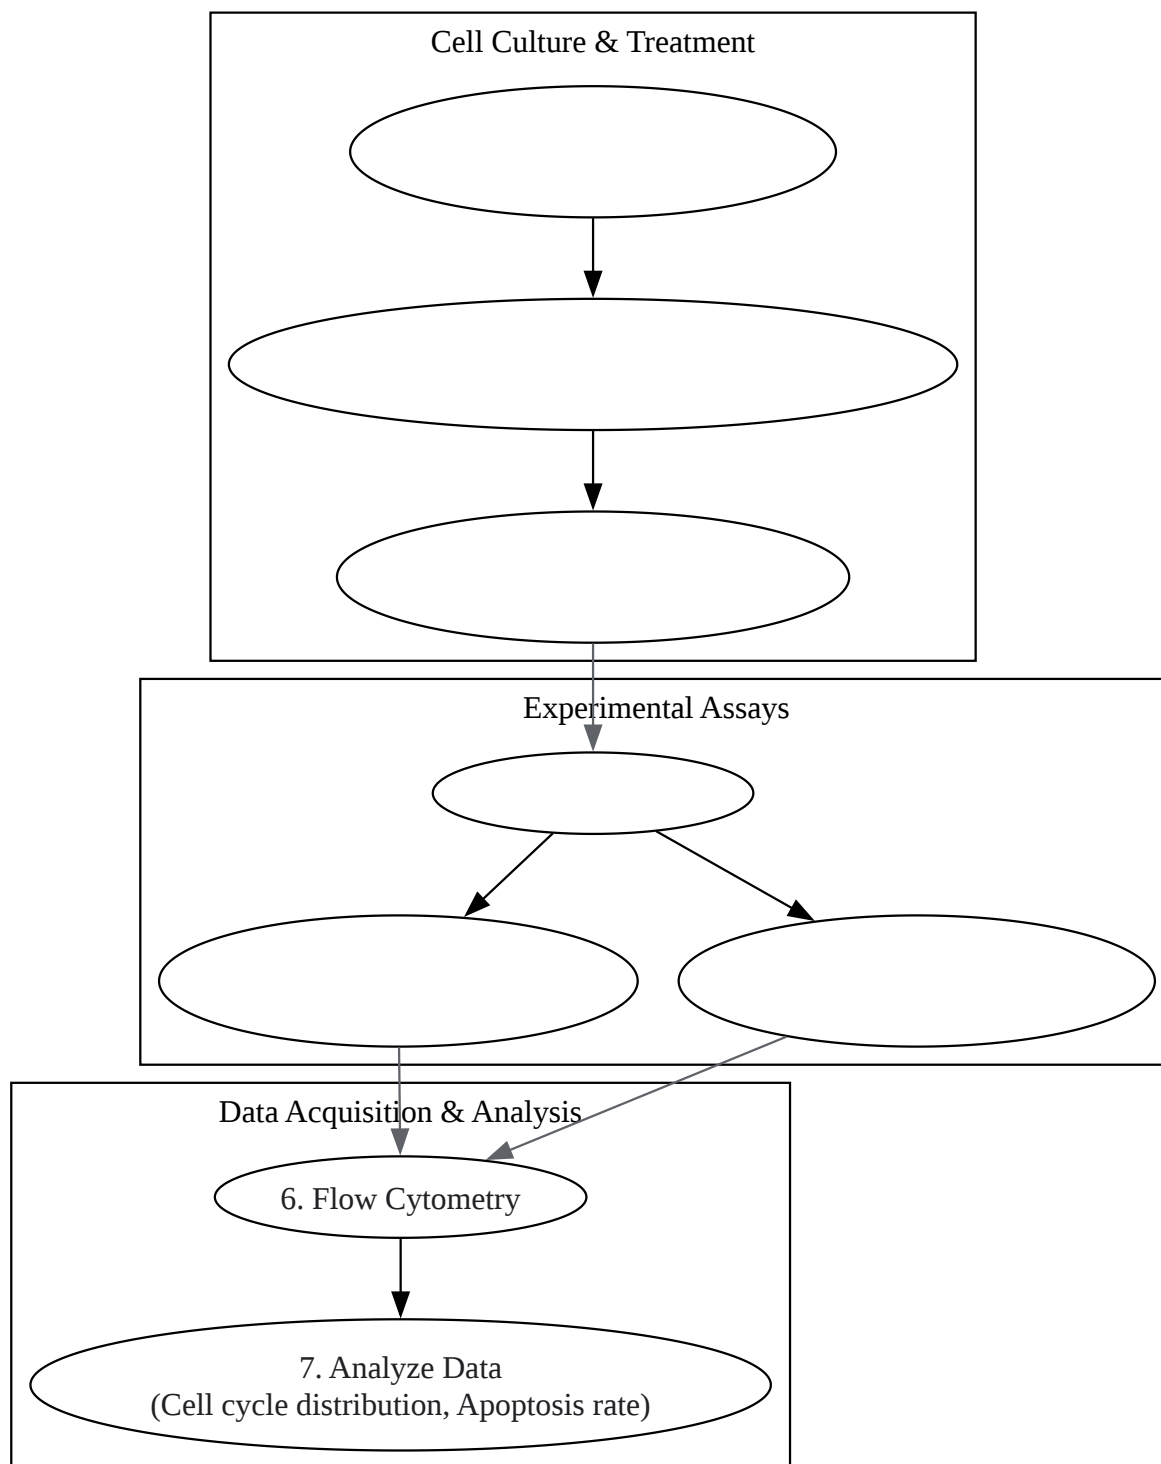 Cell Culture & Treatment
Experimental Assays
Data Acquisition & Analysis
6. Flow Cytometry
7. Analyze Data
(Cell cycle distribution, Apoptosis rate)